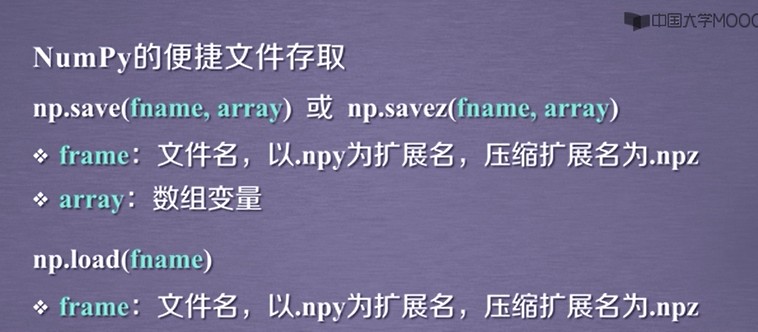 中国大学MOOC
NumPy的便捷文件存取
np.save(fname, array) 或 np.savez(fname, array)
❖ frame：文件名，以.npy为扩展名，压缩扩展名为.npz
❖ array：数组变量
np.load(fname)
❖ frame：文件名，以.npy为扩展名，压缩扩展名为.npz